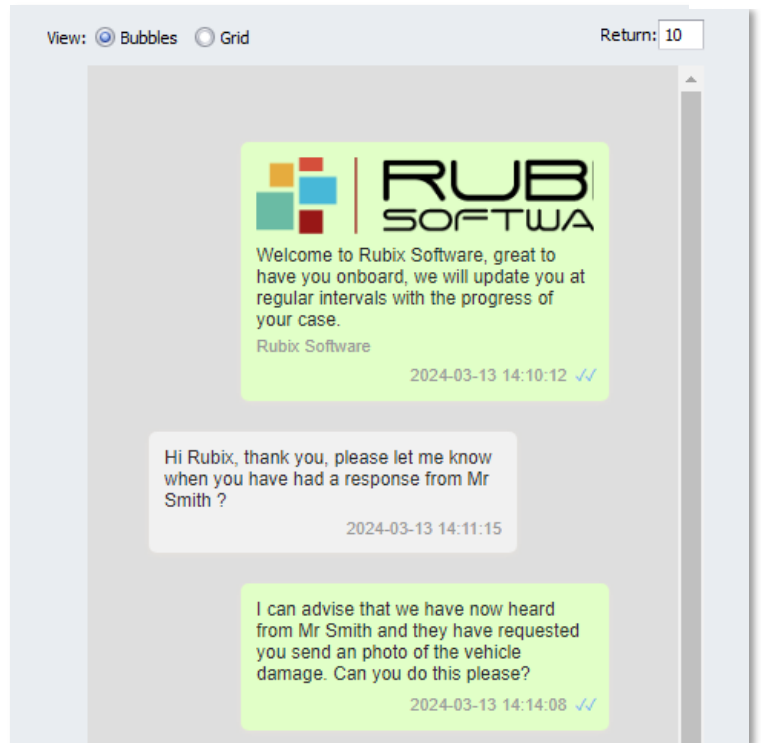 View: Bubbles Grid Return: 10
RUB
SOFTWA
Welcome to Rubix Software, great to
have you onboard, we will update you at
regular intervals with the progress of
your case.
Rubix Software
2024-03-13 14:10:12
Hi Rubix, thank you, please let me know
when you have had a response from Mr
Smith ?
2024-03-13 14:11:15
I can advise that we have now heard
from Mr Smith and they have requested
you send an photo of the vehicle
damage. Can you do this please?
2024-03-13 14:14:08